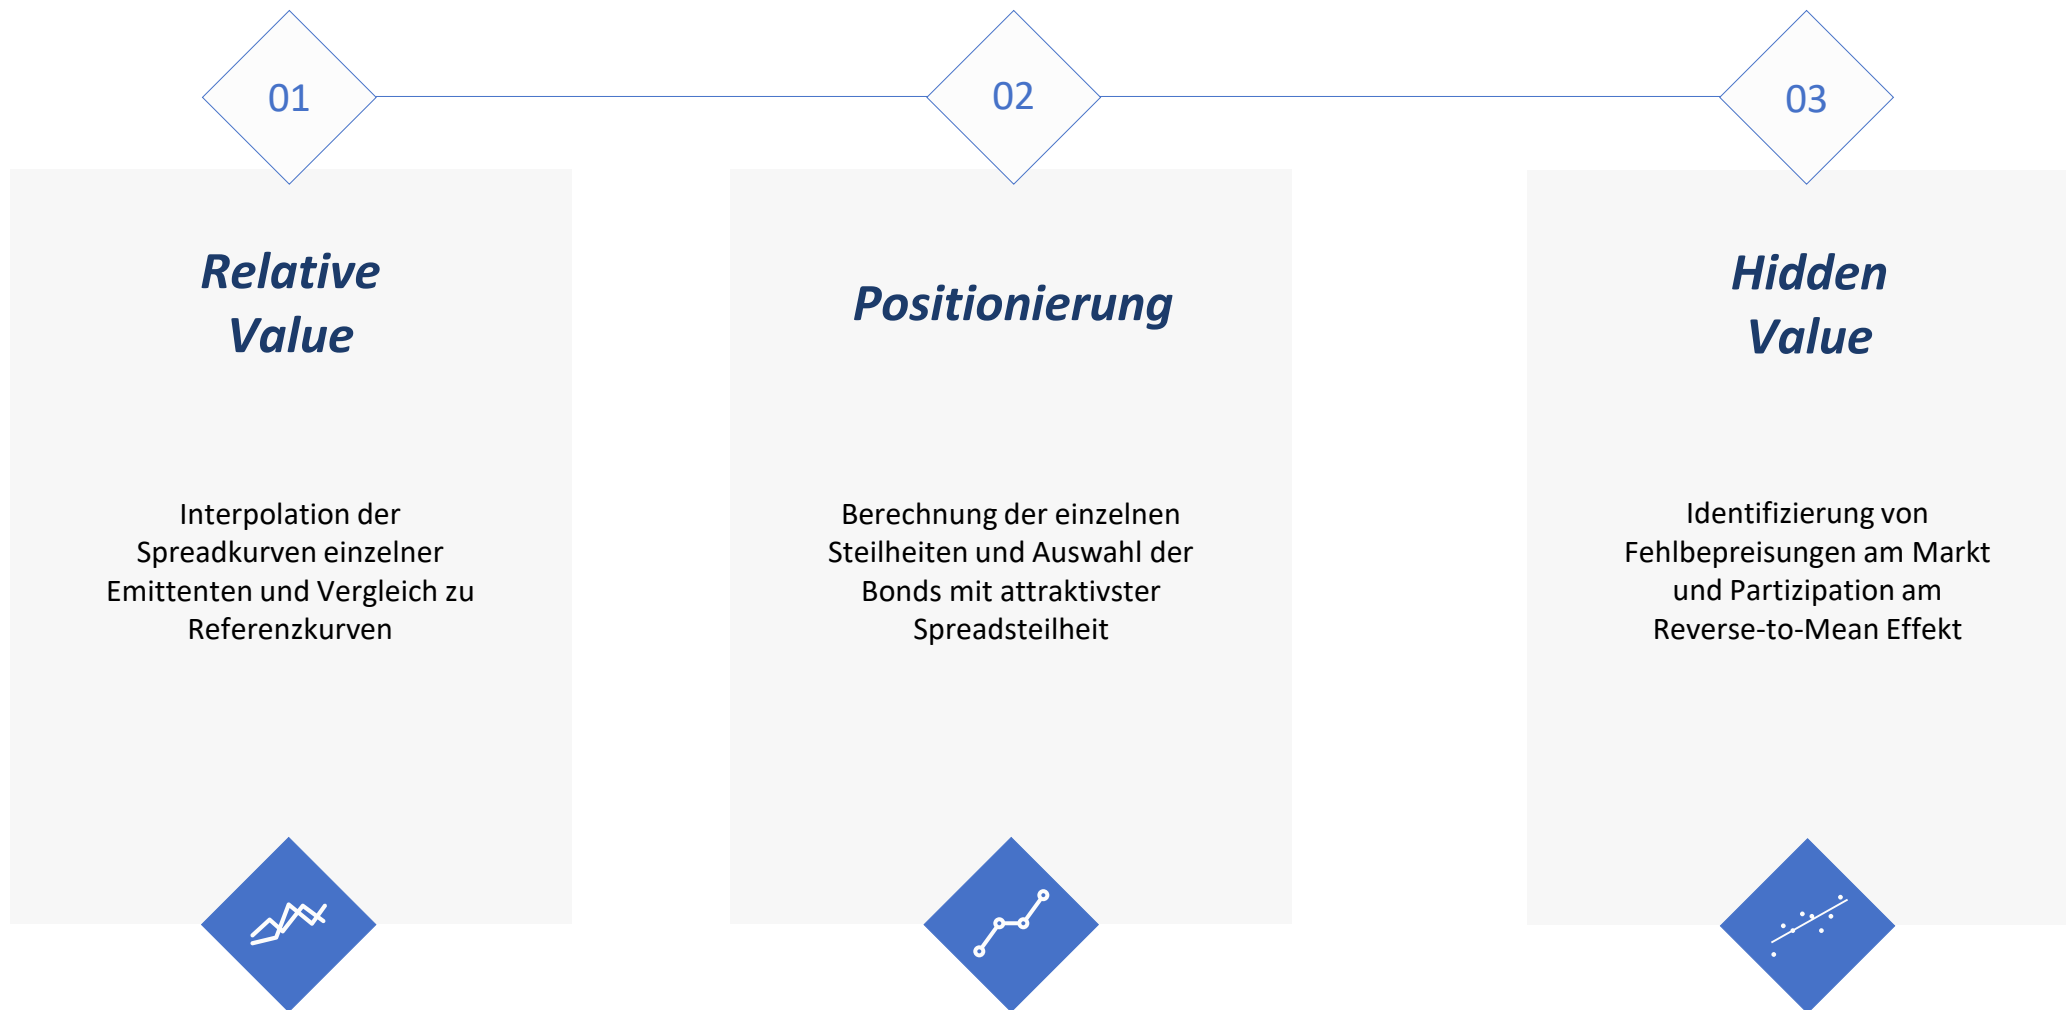 01
02
03
Relative
Value
Interpolation der
Spreadkurven einzelner
Emittenten und Vergleich zu
Referenzkurven
Positionierung
Berechnung der einzelnen
Steilheiten und Auswahl der
Bonds mit attraktivster
Spreadsteilheit
Hidden
Value
Identifizierung von
Fehlbepreisungen am Markt
und Partizipation am
Reverse-to-Mean Effekt